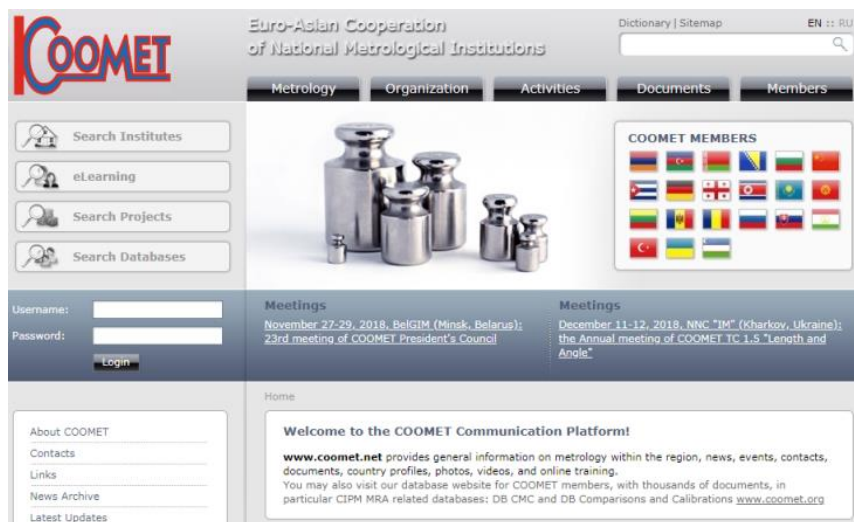 COOMET
Euro-Asian Cooperation
of National Metrological Institutions
Dictionary | Sitemap
EN :: RU
Metrology
Organization
Activities
Documents
Members
Search Institutes
eLearning
Search Projects
Search Databases
COOMET MEMBERS
Username:
Password:
Login
Meetings
November 27-29, 2018, BelGIM (Minsk, Belarus):
23rd meeting of COOMET President's Council
Meetings
December 11-12, 2018, NNC "IM" (Kharkov, Ukraine):
the Annual meeting of COOMET TC 1.5 "Length and
Angle"
About COOMET
Contacts
Links
News Archive
Latest Updates
Home
Welcome to the COOMET Communication Platform!
www.coomet.net provides general information on metrology within the region, news, events, contacts,
documents, country profiles, photos, videos, and online training.
You may also visit our database website for COOMET members, with thousands of documents, in
particular CIPM MRA related databases: DB CMC and DB Comparisons and Calibrations www.coomet.org